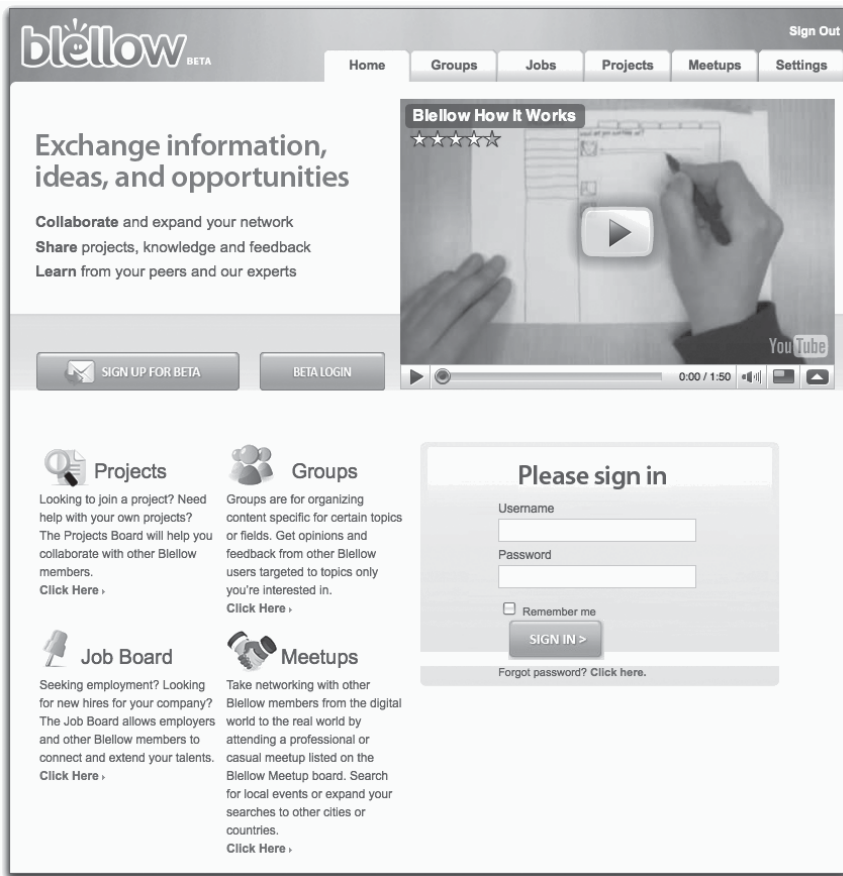 blellow BETA
Sign Out
Home Groups Jobs Projects Meetups Settings
Exchange information,
ideas, and opportunities
Collaborate and expand your network
Share projects, knowledge and feedback
Learn from your peers and our experts
SIGN UP FOR BETA
BETA LOGIN
Blellow How It Works
You Tube
0:00 / 1:50
Projects
Looking to join a project? Need
help with your own projects?
The Projects Board will help you
collaborate with other Blellow
members.
Click Here ›
Groups
Groups are for organizing
content specific for certain topics
or fields. Get opinions and
feedback from other Blellow
users targeted to topics only
you're interested in.
Click Here ›
Job Board
Seeking employment? Looking
for new hires for your company?
The Job Board allows employers
and other Blellow members to
connect and extend your talents.
Click Here ›
Meetups
Take networking with other
Blellow members from the digital
world to the real world by
attending a professional or
casual meetup listed on the
Blellow Meetup board. Search
for local events or expand your
searches to other cities or
countries.
Click Here ›
Please sign in
Username
Password
Remember me
SIGN IN >
Forgot password? Click here.